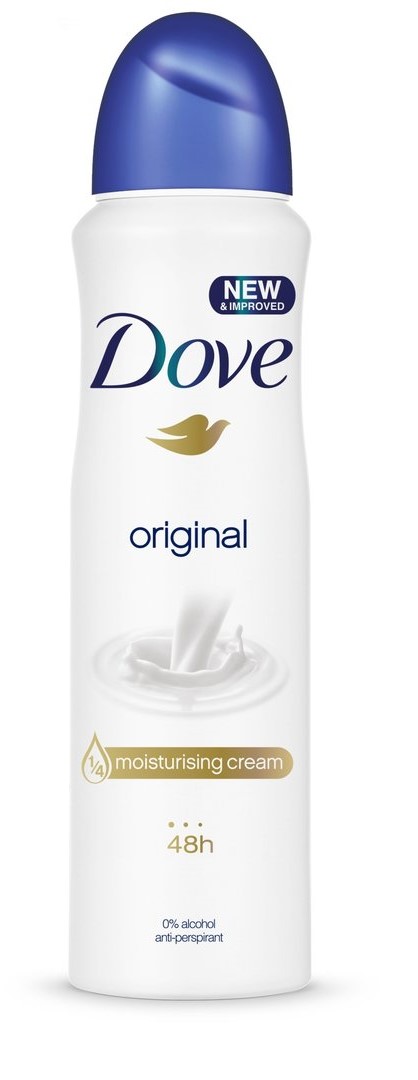 NEW
& IMPROVED
Dove
original
1/4 moisturising cream
48h
0% alcohol
anti-perspirant